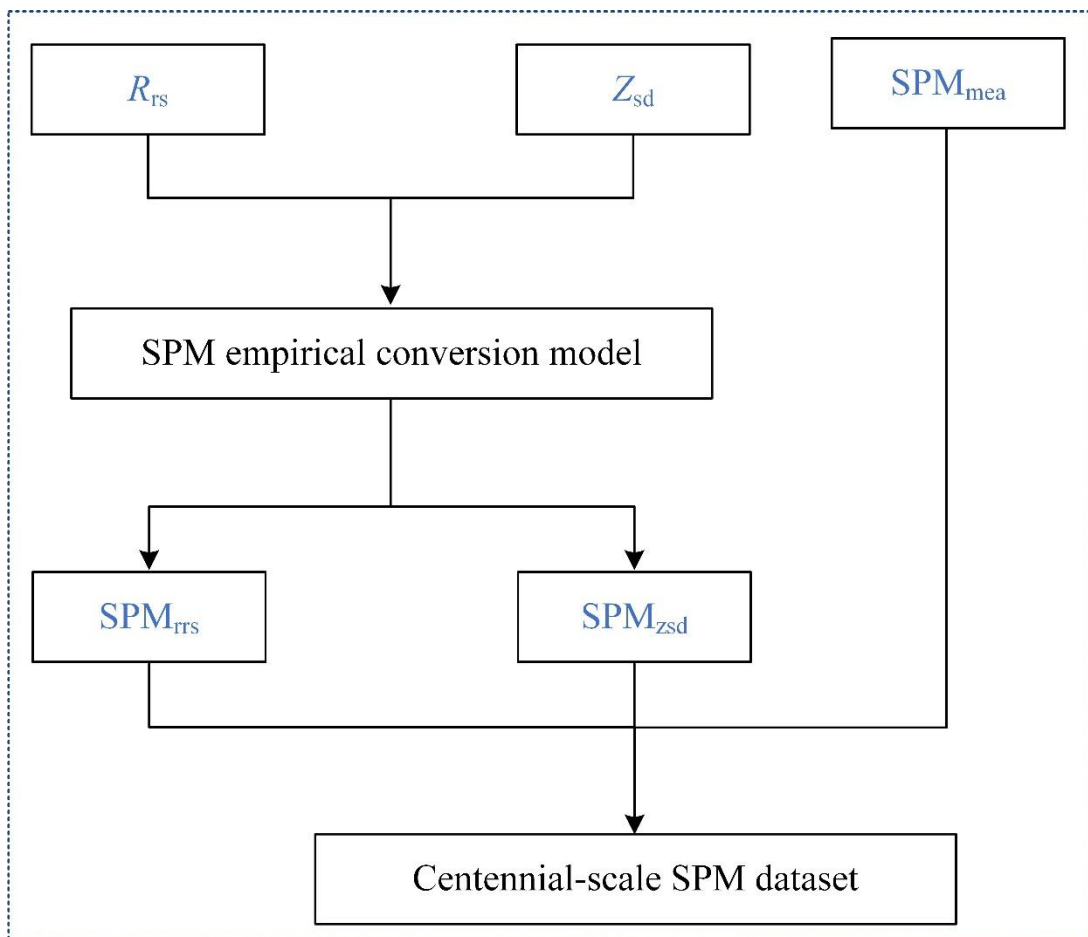 Rrs
Zsd
SPMmea
SPM empirical conversion model
SPMrrs
SPMzsd
Centennial-scale SPM dataset